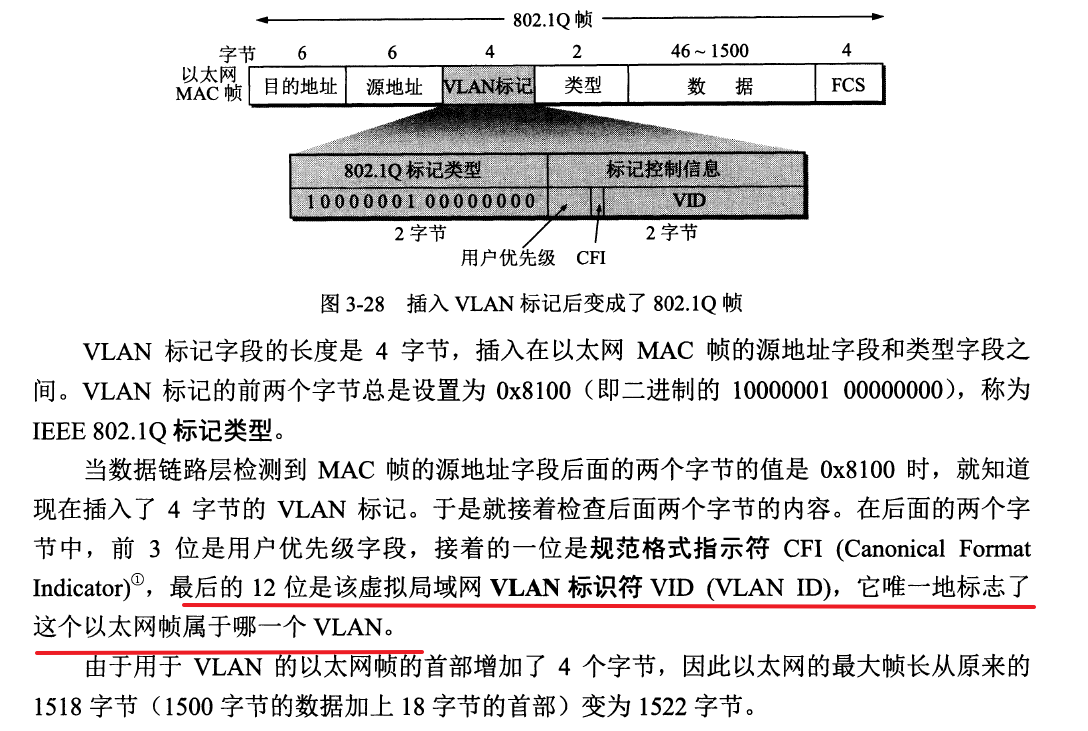 802.1Q 帧
字节 6 6 4 2 46 ~ 1500 4
以太网
MAC 帧
目的地址 源地址 VLAN标记 类型 数 据 FCS
802.1Q 标记类型 标记控制信息
1 0 0 0 0 0 0 1 0 0 0 0 0 0 0 0 VID
2 字节 2 字节
用户优先级 CFI
图 3-28 插入 VLAN 标记后变成了 802.1Q 帧
VLAN 标记字段的长度是 4 字节，插入在以太网 MAC 帧的源地址字段和类型字段之
间。VLAN 标记的前两个字节总是设置为 0x8100（即二进制的 10000001 00000000），称为
IEEE 802.1Q 标记类型。
当数据链路层检测到 MAC 帧的源地址字段后面的两个字节的值是 0x8100 时，就知道
现在插入了 4 字节的 VLAN 标记。于是就接着检查后面两个字节的内容。在后面的两个字
节中，前 3 位是用户优先级字段，接着的一位是规范格式指示符 CFI (Canonical Format
Indicator)①，最后的 12 位是该虚拟局域网 VLAN 标识符 VID (VLAN ID)，它唯一地标志了
这个以太网帧属于哪一个 VLAN。
由于用于 VLAN 的以太网帧的首部增加了 4 个字节，因此以太网的最大帧长从原来的
1518 字节（1500 字节的数据加上 18 字节的首部）变为 1522 字节。